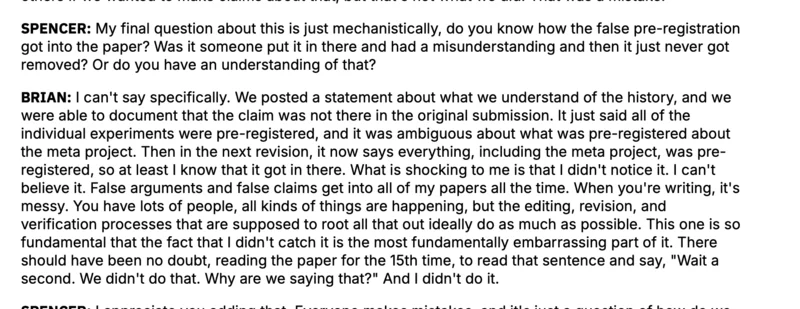 SPENCER: My final question about this is just mechanistically, do you know how the false pre-registration
got into the paper? Was it someone put it in there and had a misunderstanding and then it just never got
removed? Or do you have an understanding of that?
BRIAN: I can't say specifically. We posted a statement about what we understand of the history, and we
were able to document that the claim was not there in the original submission. It just said all of the
individual experiments were pre-registered, and it was ambiguous about what was pre-registered about
the meta project. Then in the next revision, it now says everything, including the meta project, was pre-
registered, so at least I know that it got in there. What is shocking to me is that I didn't notice it. I can't
believe it. False arguments and false claims get into all of my papers all the time. When you're writing, it's
messy. You have lots of people, all kinds of things are happening, but the editing, revision, and
verification processes that are supposed to root all that out ideally do as much as possible. This one is so
fundamental that the fact that I didn't catch it is the most fundamentally embarrassing part of it. There
should have been no doubt, reading the paper for the 15th time, to read that sentence and say, "Wait a
second. We didn't do that. Why are we saying that?" And I didn't do it.